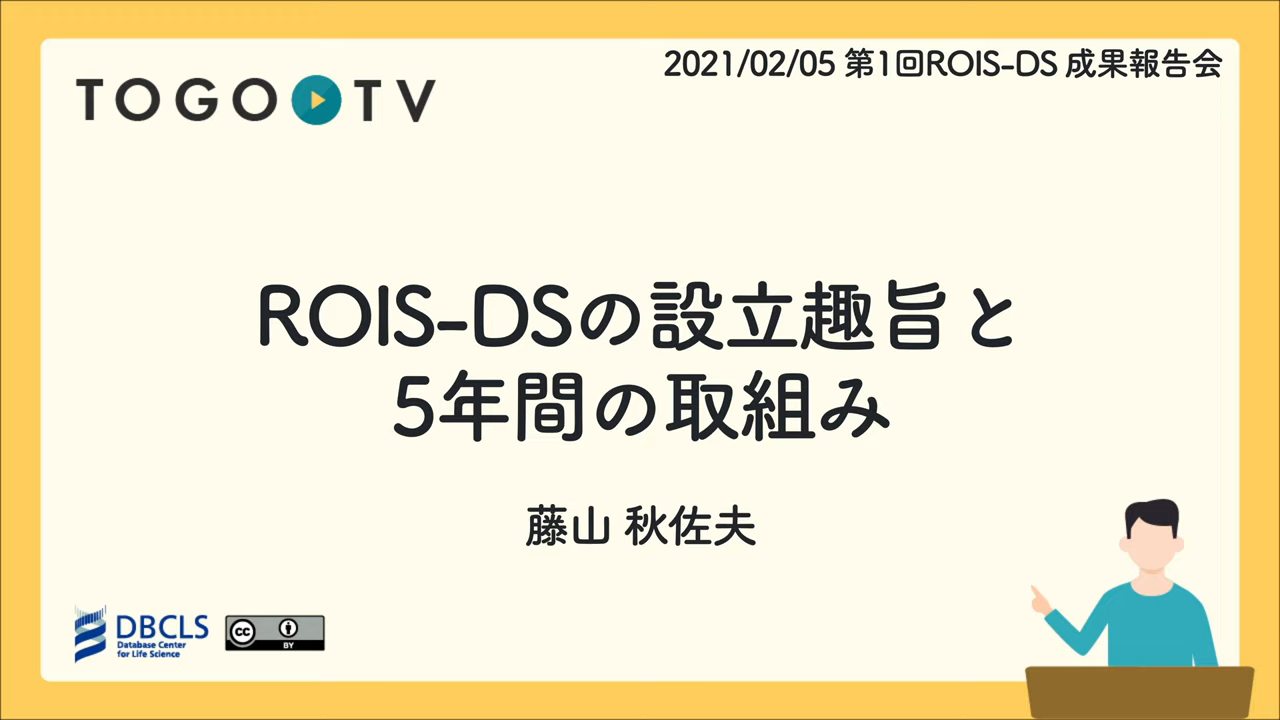 2021/02/05 第1回ROIS-DS 成果報告会
TOGO TV
ROIS-DSの設立趣旨と
5年間の取組み
藤山 秋佐夫
DBCLS
Database Center
for Life Science
cc
BY